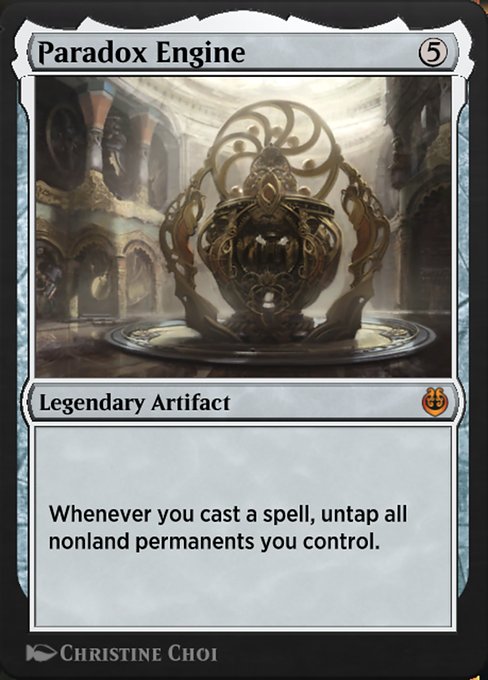 Paradox Engine 5
Legendary Artifact
Whenever you cast a spell, untap all
nonland permanents you control.
Christine Choi